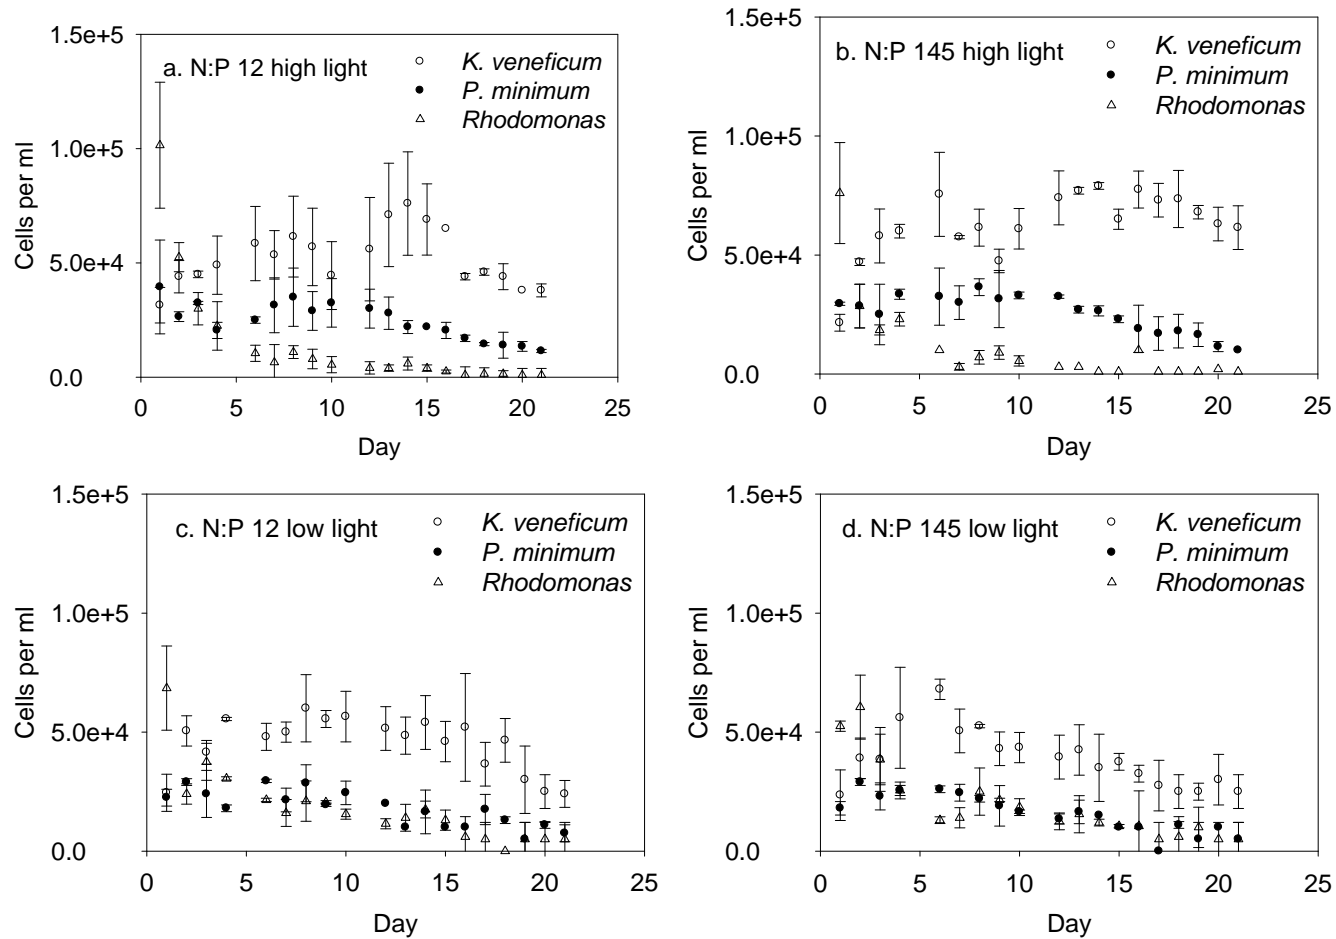 1.5e+5
a. N:P 12 high light
K. veneficum
P. minimum
Rhodomonas
1.0e+5
5.0e+4
0.0
Cells per ml
0 5 10 15 20 25
Day
1.5e+5
b. N:P 145 high light
K. veneficum
P. minimum
Rhodomonas
1.0e+5
5.0e+4
0.0
Cells per ml
0 5 10 15 20 25
Day
1.5e+5
c. N:P 12 low light
K. veneficum
P. minimum
Rhodomonas
1.0e+5
5.0e+4
0.0
Cells per ml
0 5 10 15 20 25
Day
1.5e+5
d. N:P 145 low light
K. veneficum
P. minimum
Rhodomonas
1.0e+5
5.0e+4
0.0
Cells per ml
0 5 10 15 20 25
Day